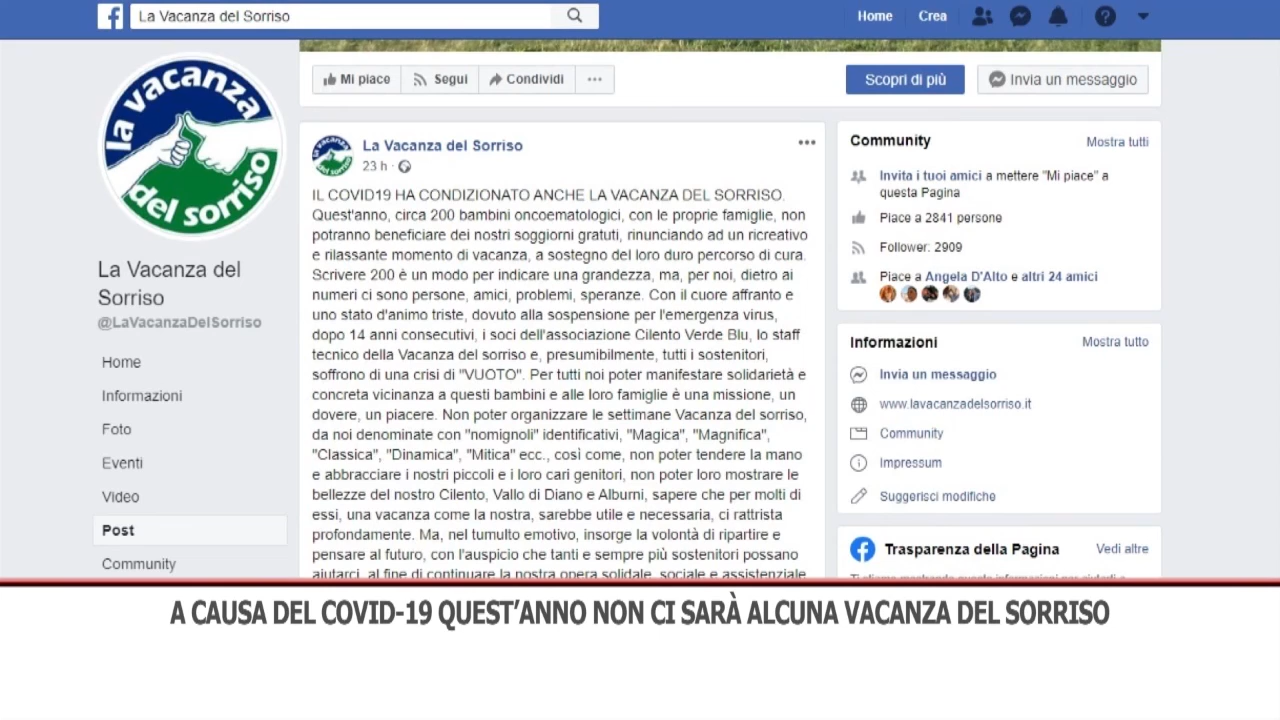 La Vacanza del Sorriso
Home
Crea
la vacanza
del sorriso
La Vacanza del
Sorriso
@LaVacanzaDelSorriso
Home
Informazioni
Foto
Eventi
Video
Post
Community
Mi piace
Segui
Condividi
Scopri di più
Invia un messaggio
La Vacanza del Sorriso
23 h
IL COVID19 HA CONDIZIONATO ANCHE LA VACANZA DEL SORRISO.
Quest'anno, circa 200 bambini oncoematologici, con le proprie famiglie, non
potranno beneficiare dei nostri soggiorni gratuti, rinunciando ad un ricreativo
e rilassante momento di vacanza, a sostegno del loro duro percorso di cura.
Scrivere 200 è un modo per indicare una grandezza, ma, per noi, dietro ai
numeri ci sono persone, amici, problemi, speranze. Con il cuore affranto e
uno stato d'animo triste, dovuto alla sospensione per l'emergenza virus,
dopo 14 anni consecutivi, i soci dell'associazione Cilento Verde Blu, lo staff
tecnico della Vacanza del sorriso e, presumibilmente, tutti i sostenitori,
soffrono di una crisi di "VUOTO". Per tutti noi poter manifestare solidarietà e
concreta vicinanza a questi bambini e alle loro famiglie è una missione, un
dovere, un piacere. Non poter organizzare le settimane Vacanza del sorriso,
da noi denominate con "nomignoli" identificativi, "Magica", "Magnifica",
"Classica", "Dinamica", "Mitica" ecc., così come, non poter tendere la mano
e abbracciare i nostri piccoli e i loro cari genitori, non poter loro mostrare le
bellezze del nostro Cilento, Vallo di Diano e Alburni, sapere che per molti di
essi, una vacanza come la nostra, sarebbe utile e necessaria, ci rattrista
profondamente. Ma, nel tumulto emotivo, insorge la volontà di ripartire e
pensare al futuro, con l'auspicio che tanti e sempre più sostenitori possano
aiutarci, al fine di continuare la nostra opera solidale, sociale e assistenziale
Community
Mostra tutti
Invita i tuoi amici a mettere "Mi piace" a
questa Pagina
Piace a 2841 persone
Follower: 2909
Piace a Angela D'Alto e altri 24 amici
Informazioni
Mostra tutto
Invia un messaggio
www.lavacanzadelsorriso.it
Community
Impressum
Suggerisci modifiche
Trasparenza della Pagina
Vedi altre
A CAUSA DEL COVID-19 QUEST'ANNO NON CI SARÀ ALCUNA VACANZA DEL SORRISO